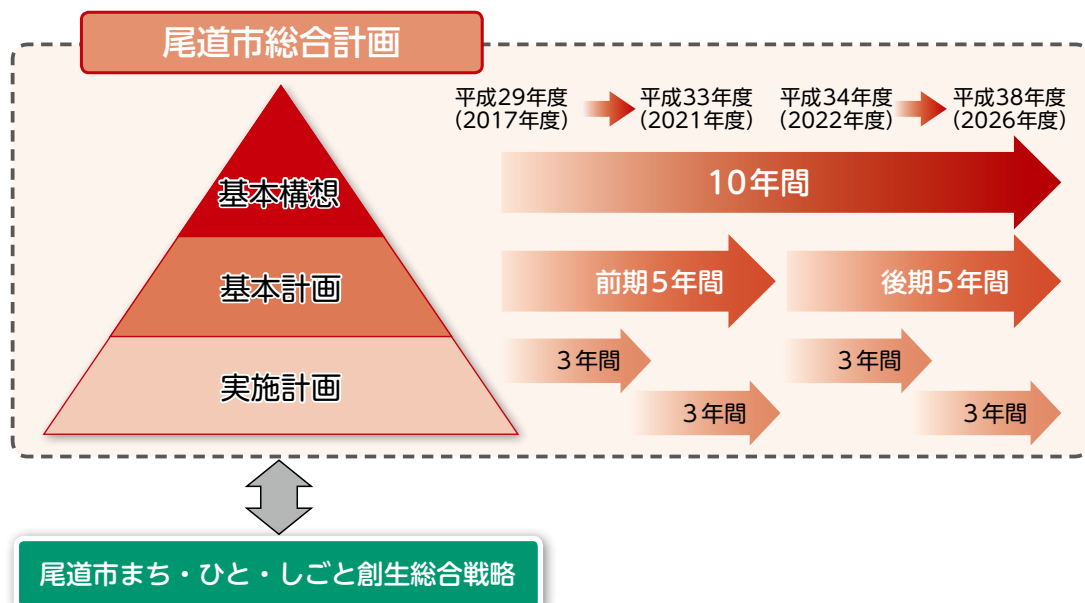 尾道市総合計画
平成29年度
（2017年度）
平成33年度
（2021年度）
平成34年度
（2022年度）
平成38年度
（2026年度）
基本構想
10年間
基本計画
前期5年間
後期5年間
実施計画
3年間
3年間
3年間
3年間
尾道市まち・ひと・しごと創生総合戦略